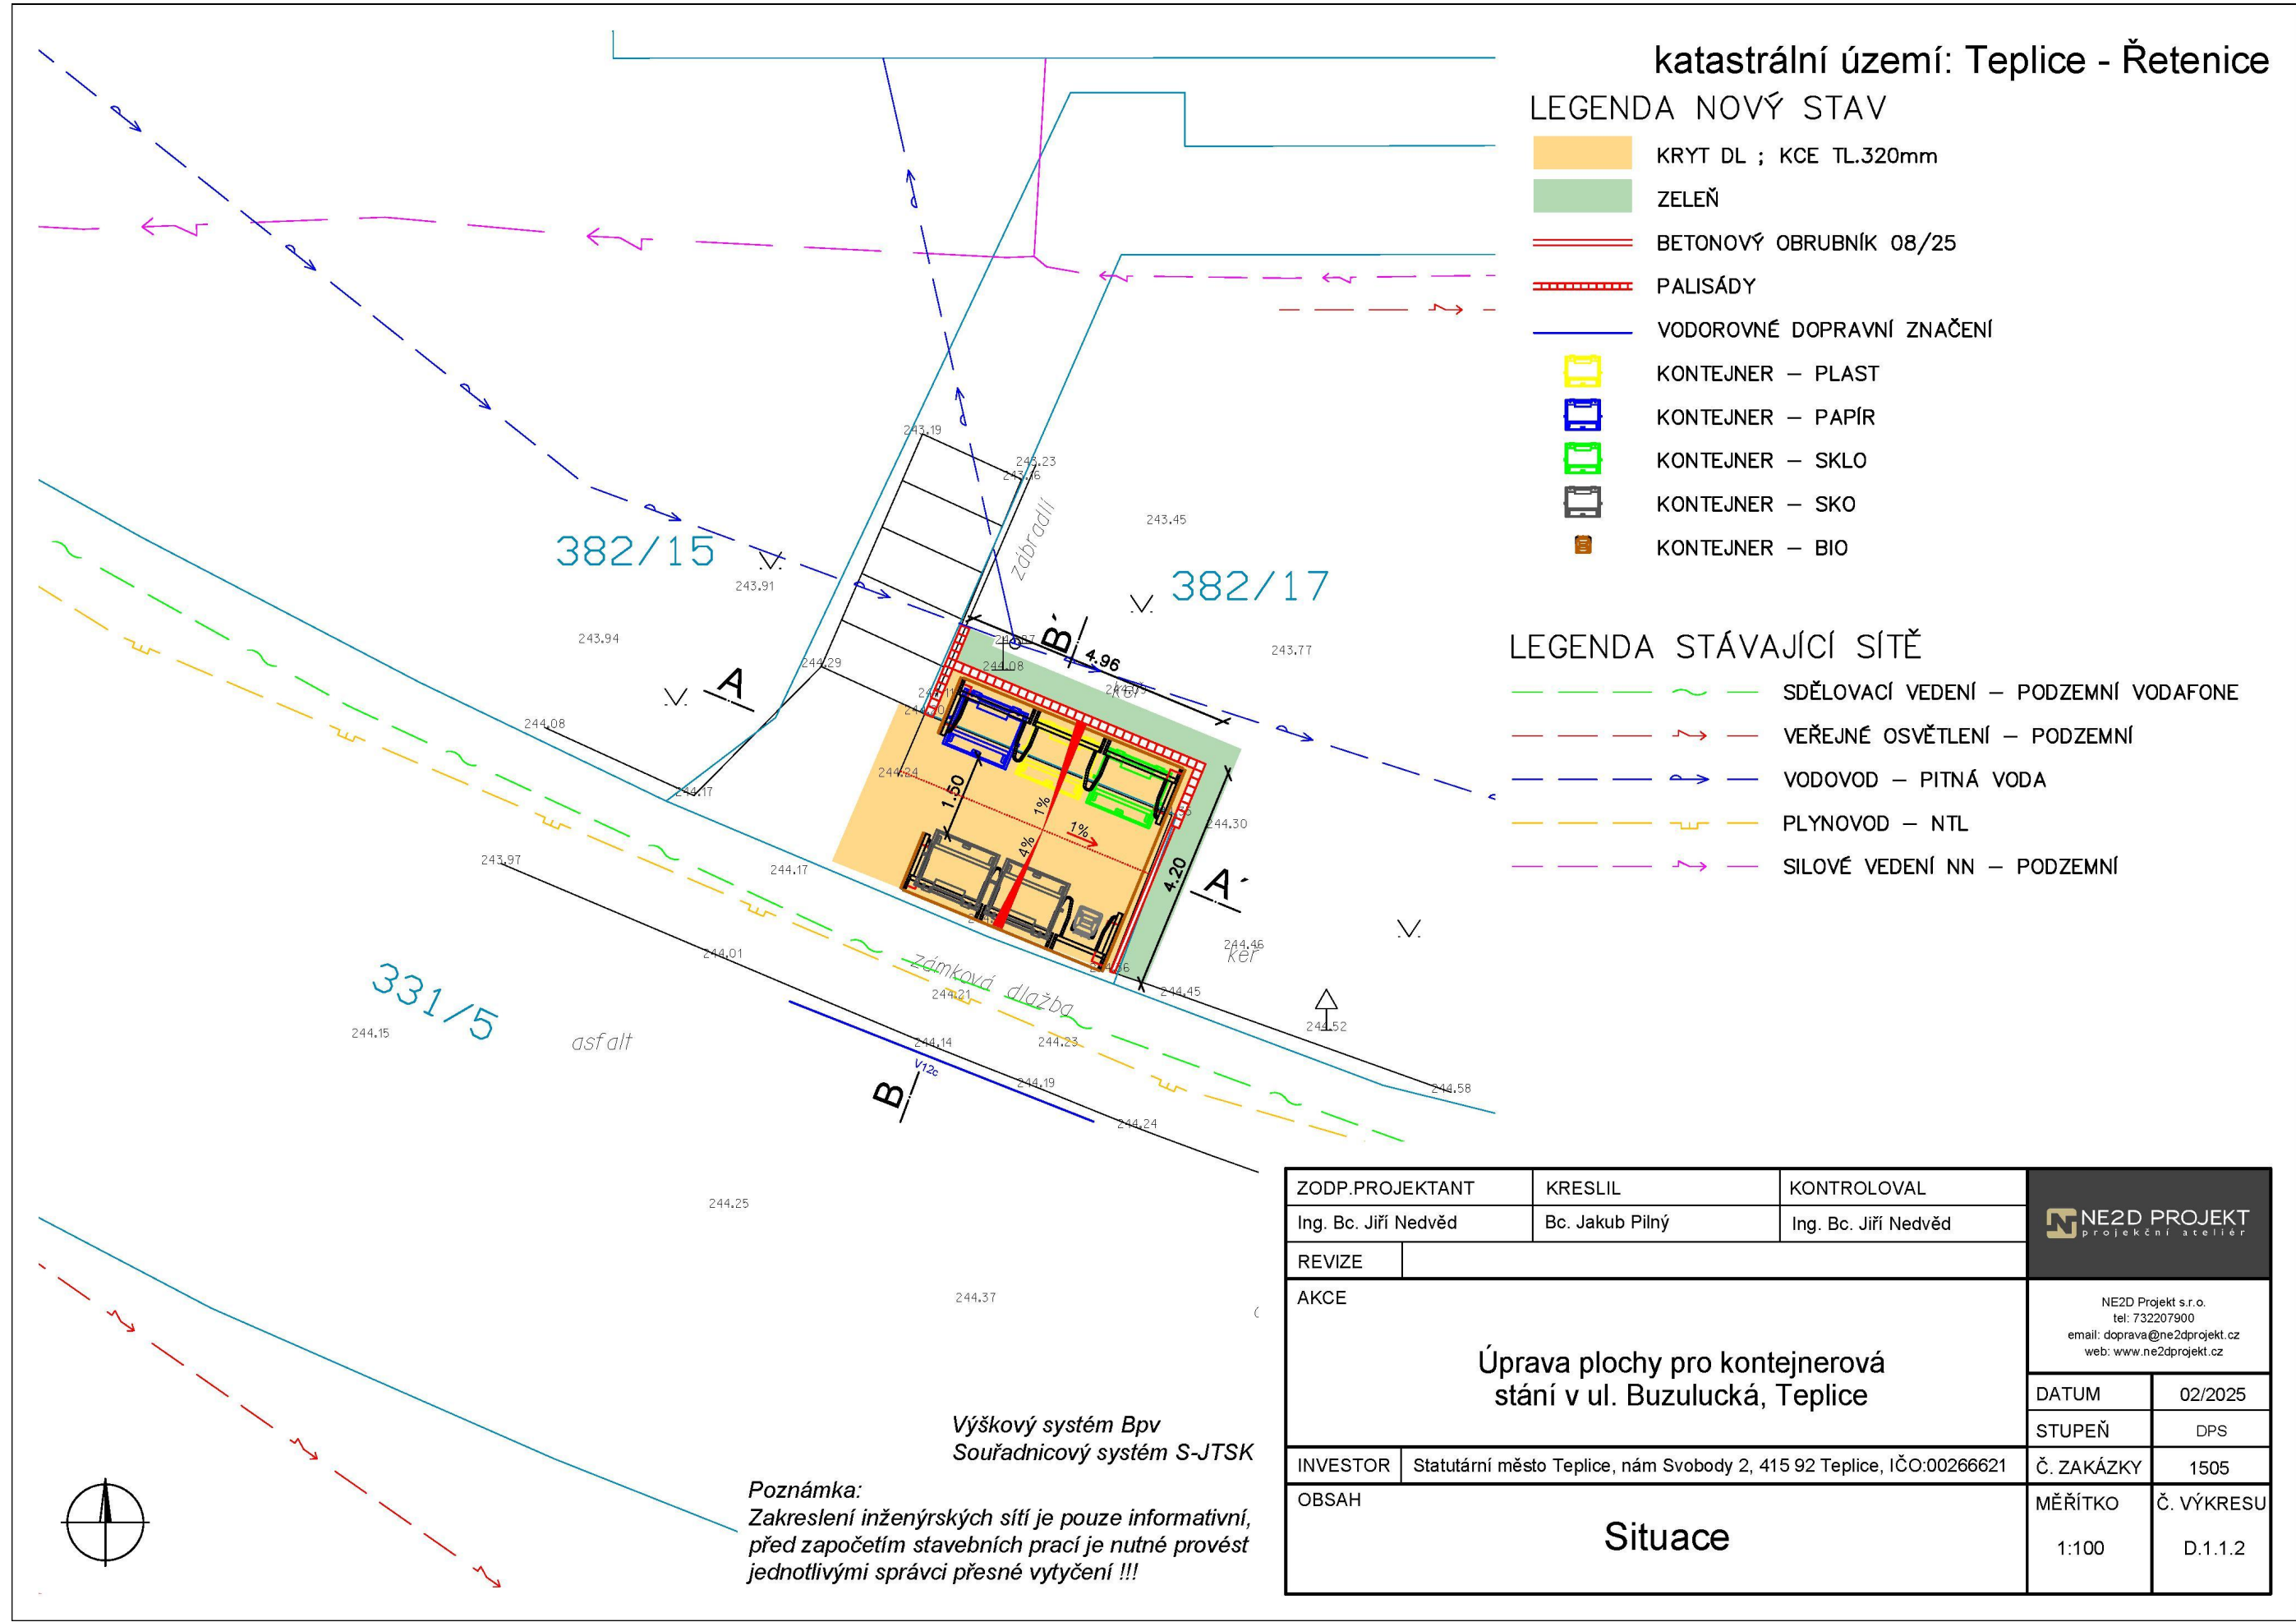 katastrální území: Teplice - Řetenice
LEGENDA NOVÝ STAV
KRYT DL ; KCE TL.320mm
ZELEŇ
BETONOVÝ OBRUBNÍK 08/25
PALISÁDY
VODOROVNÉ DOPRAVNÍ ZNAČENÍ
KONTEJNER – PLAST
KONTEJNER – PAPÍR
KONTEJNER – SKLO
KONTEJNER – SKO
KONTEJNER – BIO
LEGENDA STÁVAJÍCÍ SÍTĚ
SDĚLOVACÍ VEDENÍ – PODZEMNÍ VODAFONE
VEŘEJNÉ OSVĚTLENÍ – PODZEMNÍ
VODOVOD – PITNÁ VODA
PLYNOVOD – NTL
SILOVÉ VEDENÍ NN – PODZEMNÍ
243.19
243.23
243.16
zábradlí
243.45
382/15
243.91
382/17
243.94
B´
243.77
4.96
244.08
244.29
A
244.08
244.24
1.50
244.17
1%
1%
4%
244.30
4.20
A´
243.97
244.17
244.46
keř
244.01
zámková dlažba
244.21
244.45
331/5
244.15
asfalt
244.14
244.23
244.52
V12c
B
244.19
244.58
244.24
244.25
244.37
Výškový systém Bpv
Souřadnicový systém S-JTSK
Poznámka:
Zakreslení inženýrských sítí je pouze informativní,
před započetím stavebních prací je nutné provést
jednotlivými správci přesné vytyčení !!!
ZODP.PROJEKTANT
KRESLIL
KONTROLOVAL
Ing. Bc. Jiří Nedvěd
Bc. Jakub Pilný
Ing. Bc. Jiří Nedvěd
NE2D PROJEKT
projekční ateliér
REVIZE
AKCE
Úprava plochy pro kontejnerová
stání v ul. Buzulucká, Teplice
NE2D Projekt s.r.o.
tel: 732207900
email: doprava@ne2dprojekt.cz
web: www.ne2dprojekt.cz
DATUM
02/2025
STUPEŇ
DPS
INVESTOR
Statutární město Teplice, nám Svobody 2, 415 92 Teplice, IČO:00266621
Č. ZAKÁZKY
1505
OBSAH
Situace
MĚŘÍTKO
1:100
Č. VÝKRESU
D.1.1.2